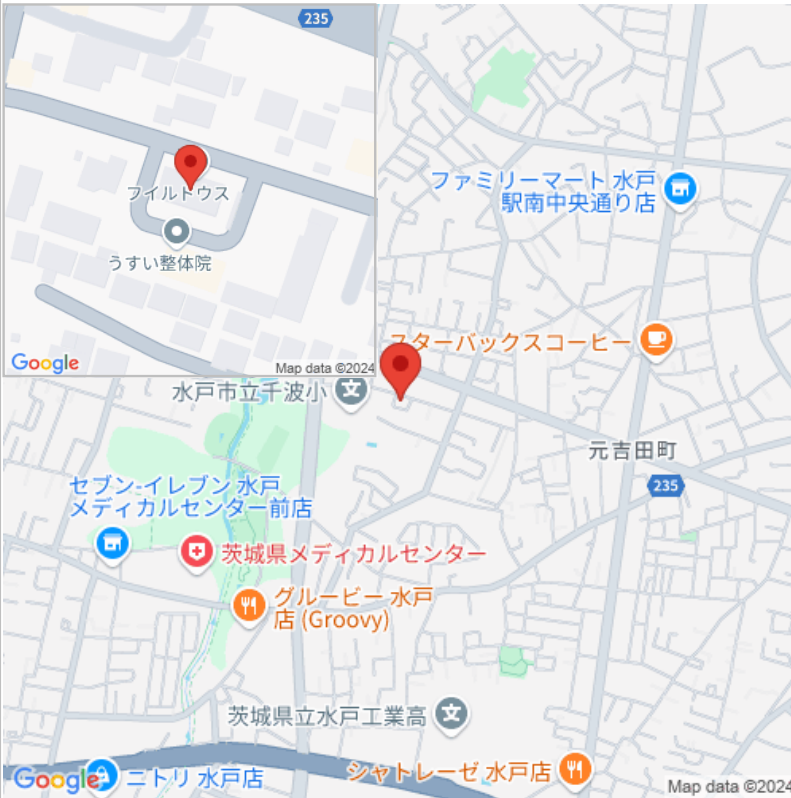 235
フイルドウス
うすい整体院
Google
Map data ©2024
ファミリーマート 水戸
駅南中央通り店
スターバックスコーヒー
水戸市立千波小
元吉田町
235
セブン-イレブン 水戸
メディカルセンター前店
茨城県メディカルセンター
グルービー 水戸
店 (Groovy)
茨城県立水戸工業高
シャトレーゼ 水戸店
Google
ニトリ 水戸店
Map data ©2024